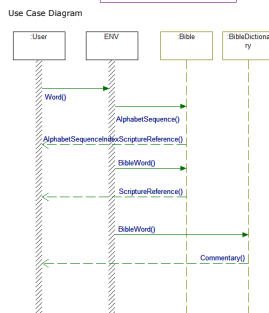 Use Case Diagram
:User
ENV
:Bible
:BibleDictiona
ry
Word()
AlphabetSequence()
AlphabetSequenceIndexScriptureReference()
BibleWord()
ScriptureReference()
BibleWord()
Commentary()